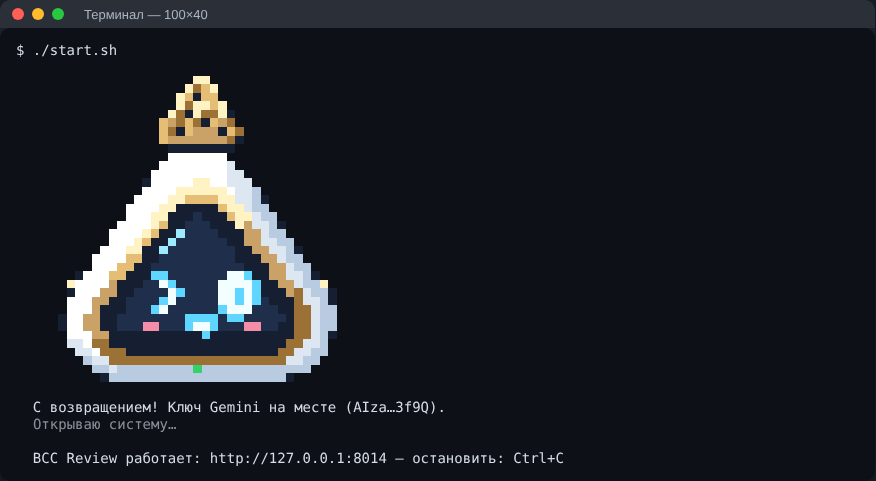 Терминал — 100×40
$ ./start.sh
С возвращением! Ключ Gemini на месте (AIza…3f9Q).
Открываю систему…
BCC Review работает: http://127.0.0.1:8014 — остановить: Ctrl+C